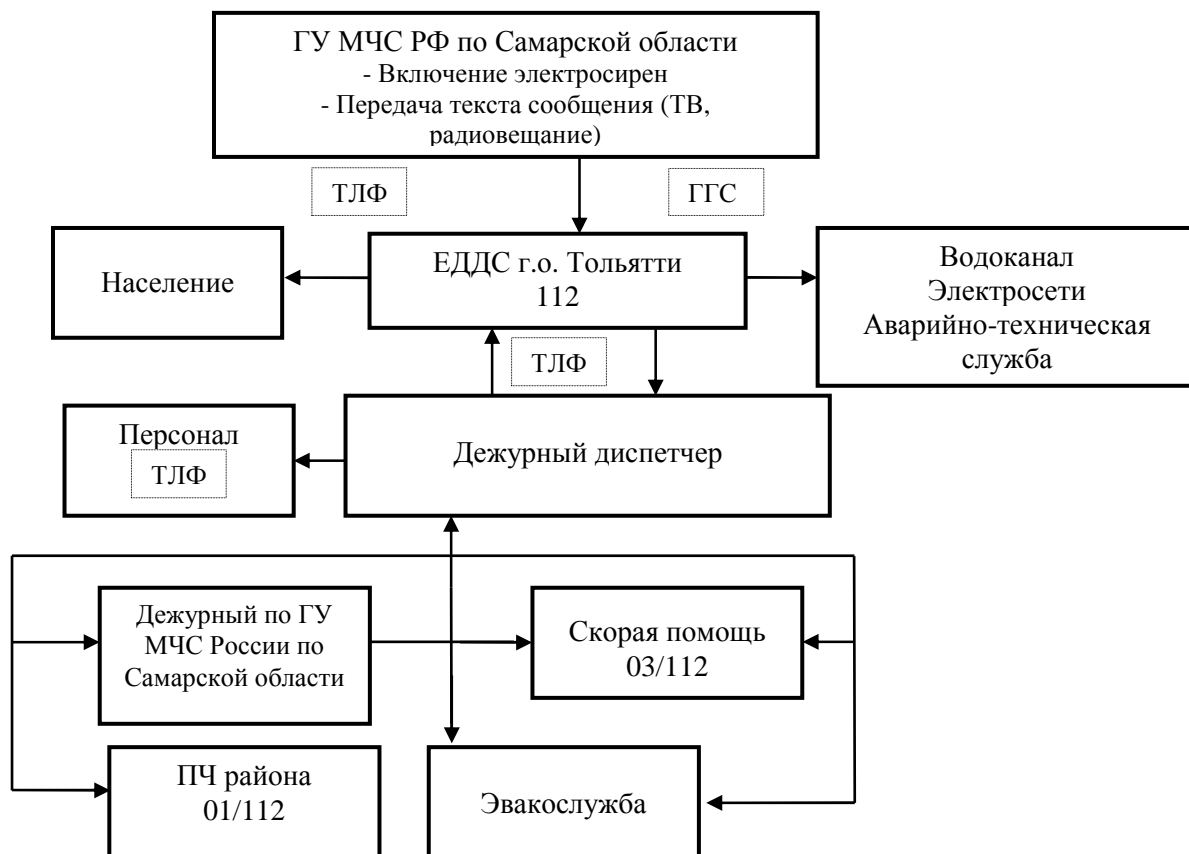 ГУ МЧС РФ по Самарской области
- Включение электросирен
- Передача текста сообщения (ТВ,
радиовещание)
ТЛФ
ГГС
Население
ЕДДС г.о. Тольятти
112
Водоканал
Электросети
Аварийно-техническая
служба
ТЛФ
Персонал
ТЛФ
Дежурный диспетчер
Дежурный по ГУ
МЧС России по
Самарской области
Скорая помощь
03/112
ПЧ района
01/112
Эвакослужба